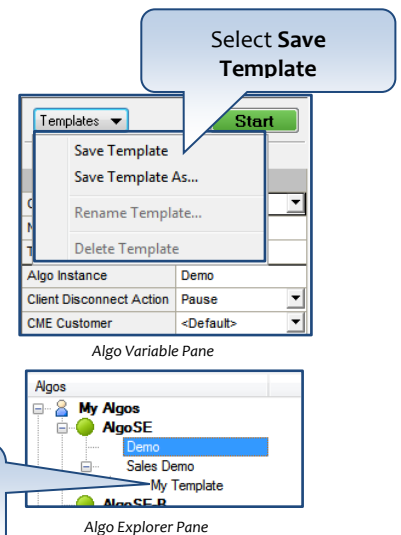 Select Save
Template
Templates
Start
Save Template
Save Template As...
Rename Template...
Delete Template
Algo Instance Demo
Client Disconnect Action Pause
CME Customer <Default>
Algo Variable Pane
Algos
My Algos
AlgoSE
Demo
Sales Demo
My Template
AlgoSE-B
Algo Explorer Pane